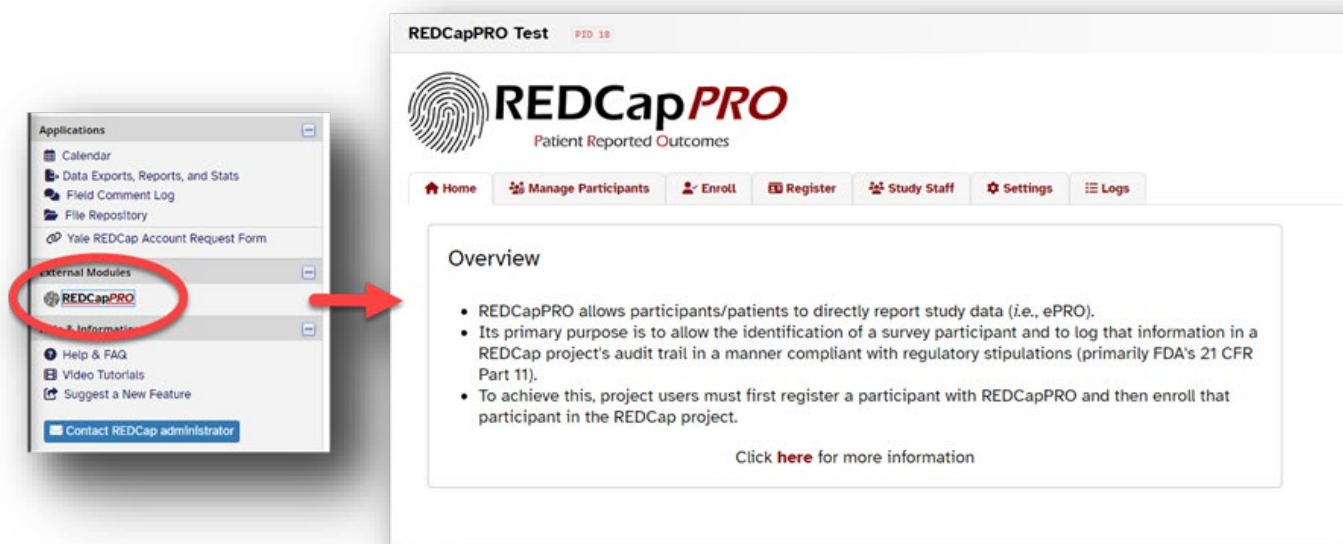 Applications
Calendar
Data Exports, Reports, and Stats
Field Comment Log
File Repository
Yale REDCap Account Request Form
External Modules
REDCapPRO
& Information
Help & FAQ
Video Tutorials
Suggest a New Feature
Contact REDCap administrator
REDCapPRO Test PID 18
REDCapPRO
Patient Reported Outcomes
Home Manage Participants Enroll Register Study Staff Settings Logs
Overview
• REDCapPRO allows participants/patients to directly report study data (i.e., ePRO).
• Its primary purpose is to allow the identification of a survey participant and to log that information in a
REDCap project's audit trail in a manner compliant with regulatory stipulations (primarily FDA's 21 CFR
Part 11).
• To achieve this, project users must first register a participant with REDCapPRO and then enroll that
participant in the REDCap project.
Click here for more information